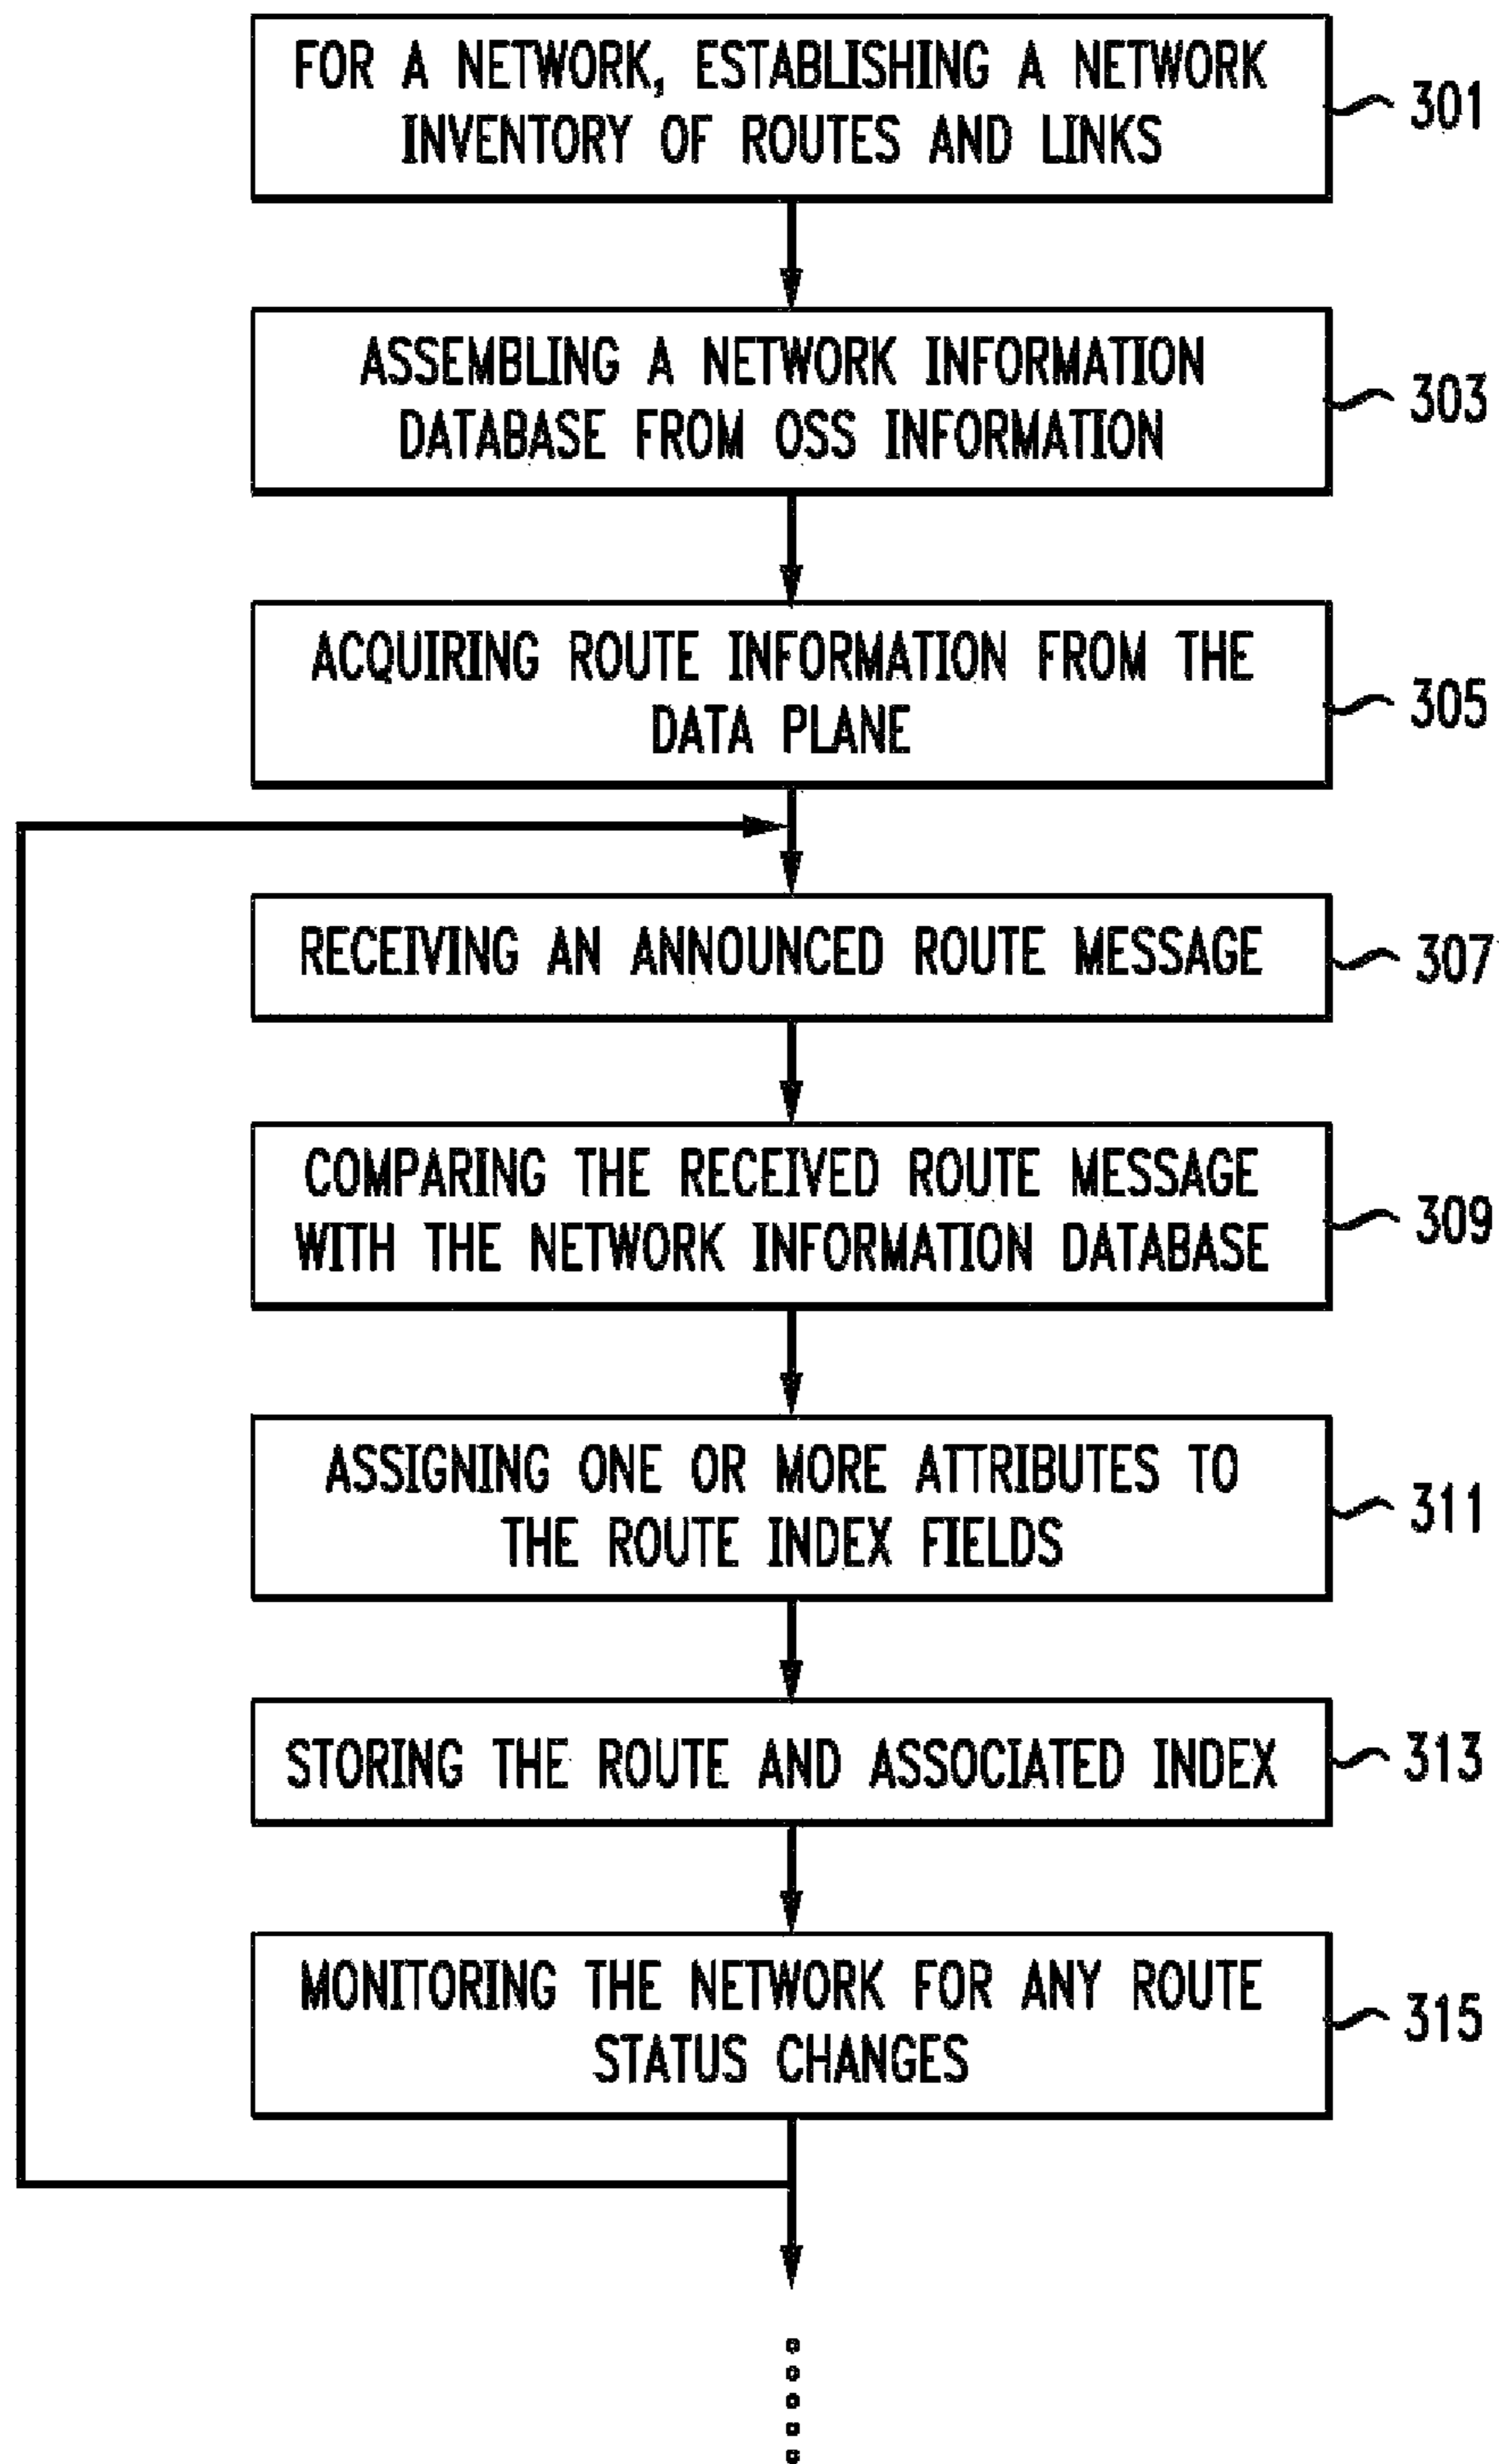 FOR A NETWORK, ESTABLISHING A NETWORK
INVENTORY OF ROUTES AND LINKS
301
ASSEMBLING A NETWORK INFORMATION
DATABASE FROM OSS INFORMATION
303
ACQUIRING ROUTE INFORMATION FROM THE
DATA PLANE
305
RECEIVING AN ANNOUNCED ROUTE MESSAGE
307
COMPARING THE RECEIVED ROUTE MESSAGE
WITH THE NETWORK INFORMATION DATABASE
309
ASSIGNING ONE OR MORE ATTRIBUTES TO
THE ROUTE INDEX FIELDS
311
STORING THE ROUTE AND ASSOCIATED INDEX
313
MONITORING THE NETWORK FOR ANY ROUTE
STATUS CHANGES
315